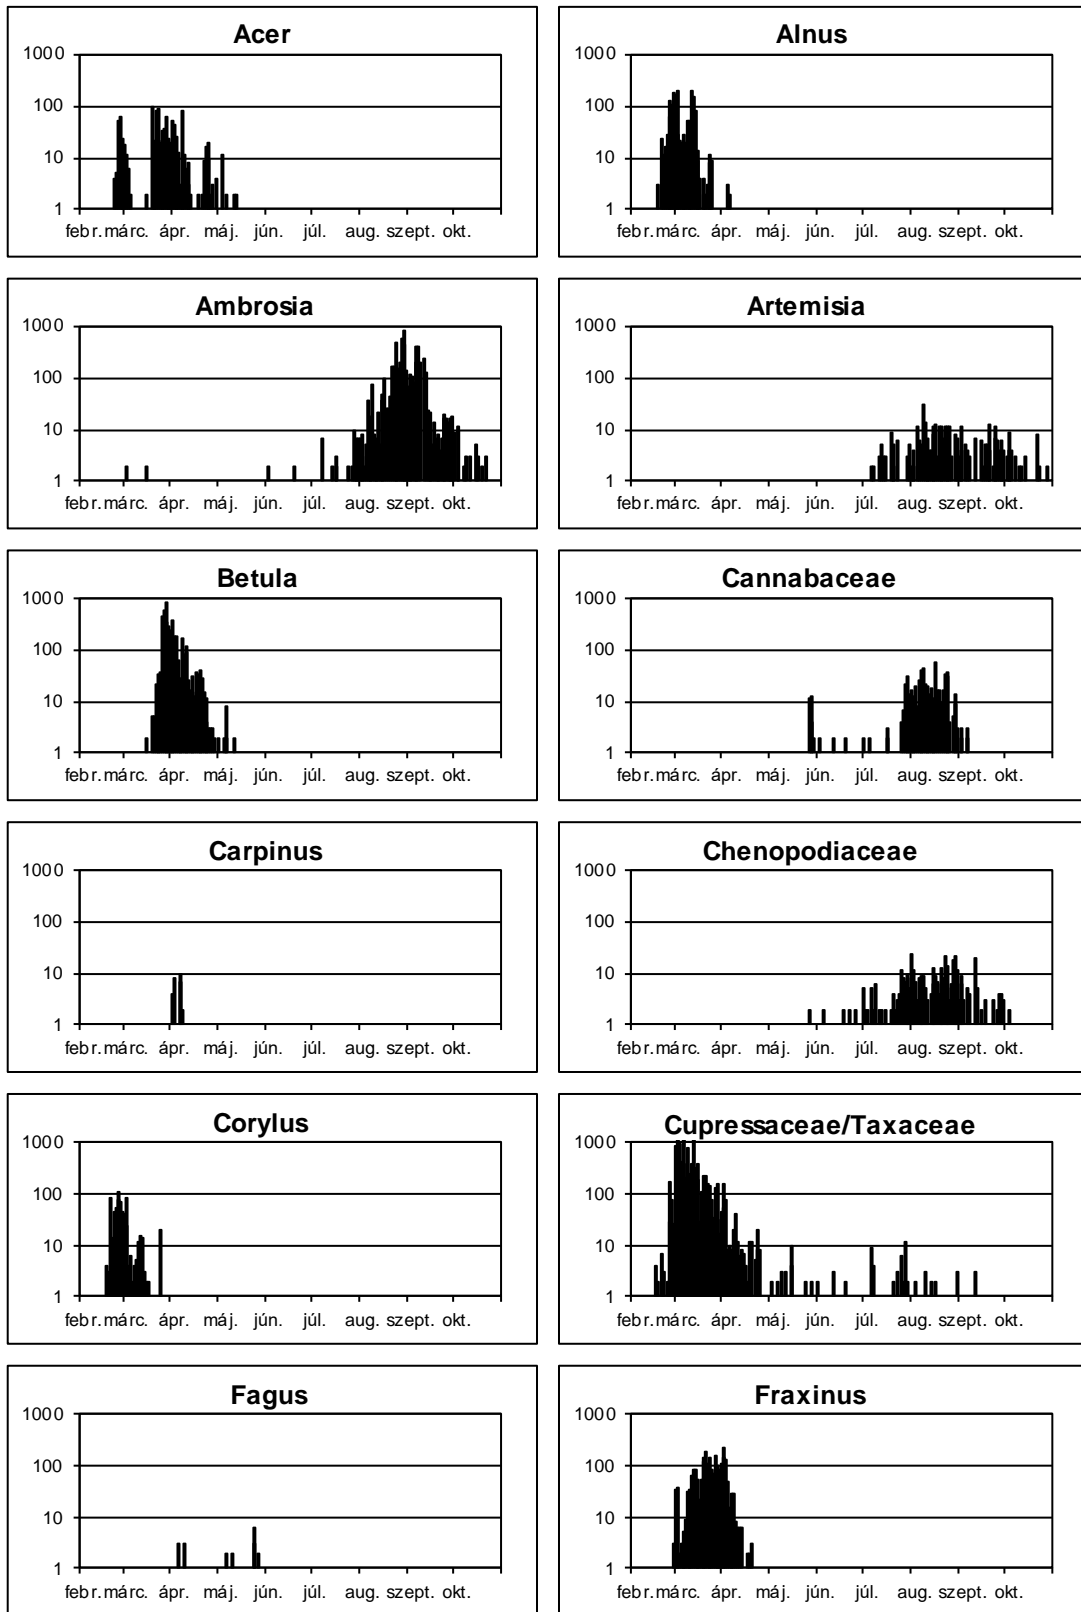 Acer
1000
100
10
1
febr. márc. ápr. máj. jún. júl. aug. szept. okt.
Alnus
1000
100
10
1
febr. márc. ápr. máj. jún. júl. aug. szept. okt.
Ambrosia
1000
100
10
1
febr. márc. ápr. máj. jún. júl. aug. szept. okt.
Artemisia
1000
100
10
1
febr. márc. ápr. máj. jún. júl. aug. szept. okt.
Betula
1000
100
10
1
febr. márc. ápr. máj. jún. júl. aug. szept. okt.
Cannabaceae
1000
100
10
1
febr. márc. ápr. máj. jún. júl. aug. szept. okt.
Carpinus
1000
100
10
1
febr. márc. ápr. máj. jún. júl. aug. szept. okt.
Chenopodiaceae
1000
100
10
1
febr. márc. ápr. máj. jún. júl. aug. szept. okt.
Corylus
1000
100
10
1
febr. márc. ápr. máj. jún. júl. aug. szept. okt.
Cupressaceae/Taxaceae
1000
100
10
1
febr. márc. ápr. máj. jún. júl. aug. szept. okt.
Fagus
1000
100
10
1
febr. márc. ápr. máj. jún. júl. aug. szept. okt.
Fraxinus
1000
100
10
1
febr. márc. ápr. máj. jún. júl. aug. szept. okt.